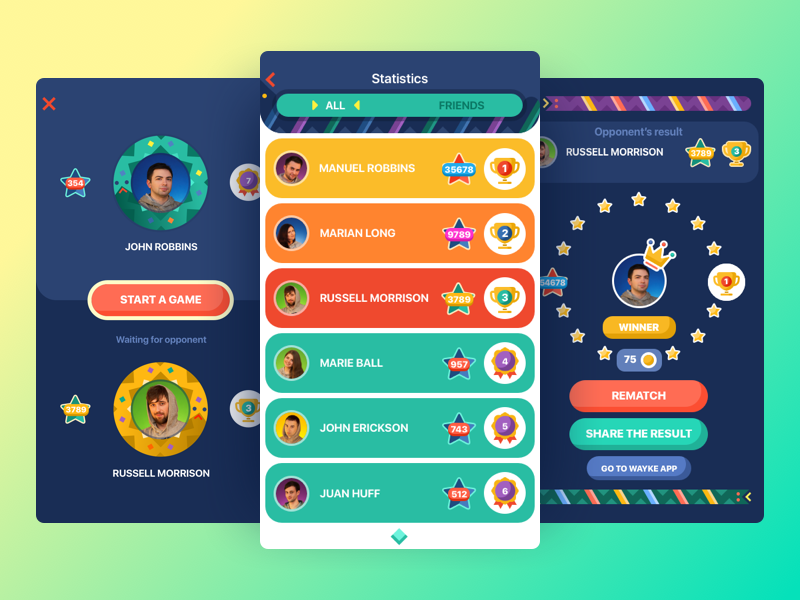 354
7
JOHN ROBBINS
START A GAME
Waiting for opponent
3789
3
RUSSELL MORRISON
Statistics
ALL FRIENDS
MANUEL ROBBINS 35678 1
MARIAN LONG 9789 2
RUSSELL MORRISON 3789 3
MARIE BALL 957 4
JOHN ERICKSON 743 5
JUAN HUFF 512 6
Opponent's result
RUSSELL MORRISON 3789 3
54678
1
WINNER
75
REMATCH
SHARE THE RESULT
GO TO WAYKE APP